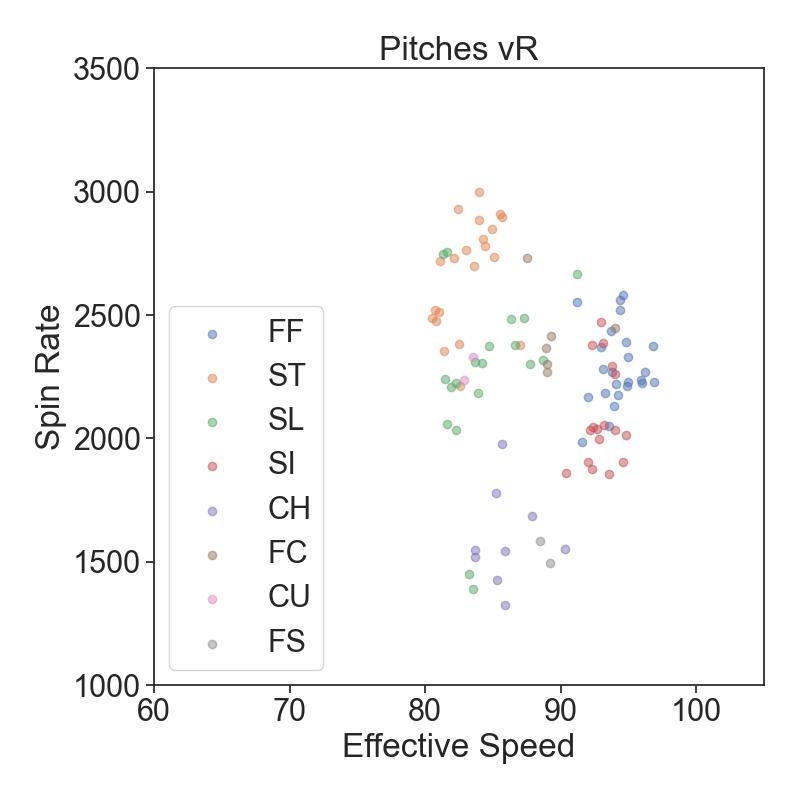 Pitches vR
3500
3000
2500
2000
1500
1000
Spin Rate
FF
ST
SL
SI
CH
FC
CU
FS
60 70 80 90 100
Effective Speed